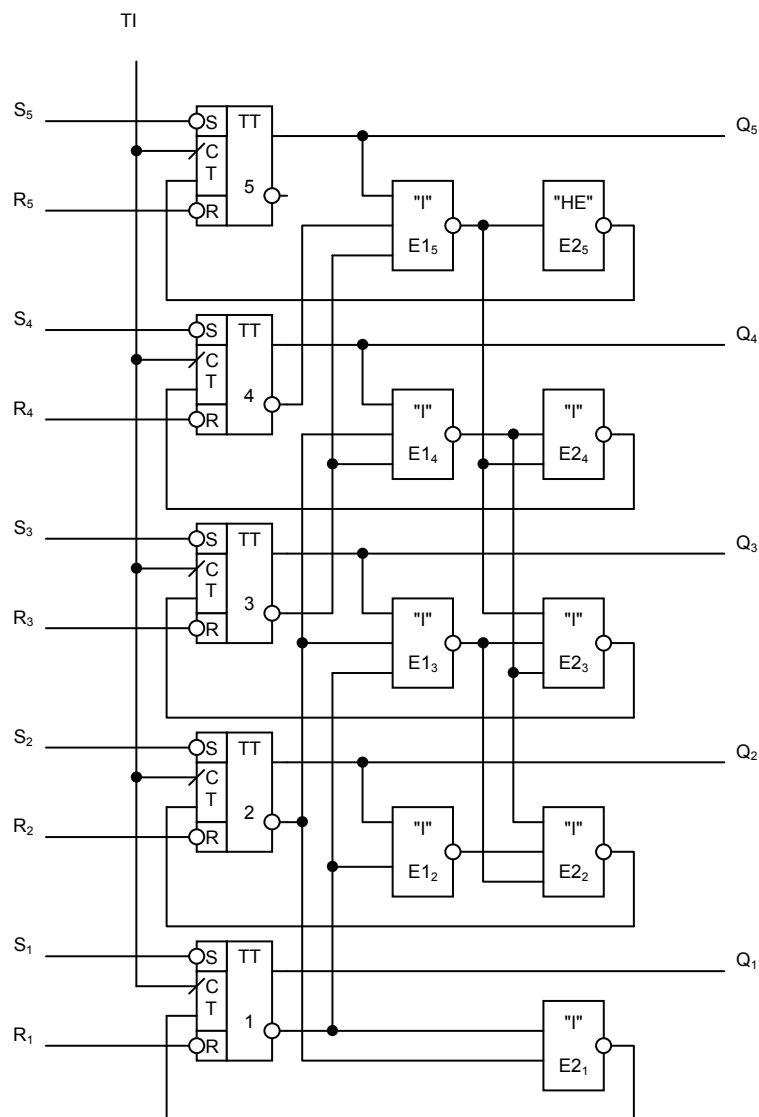 TI
S₅
S TT
Q₅
C
T
"І"
"НЕ"
R₅
5
R
E1₅
E2₅
S₄
S TT
Q₄
C
T
"І"
"І"
R₄
4
R
E1₄
E2₄
S₃
S TT
Q₃
C
T
"І"
"І"
R₃
3
R
E1₃
E2₃
S₂
S TT
Q₂
C
T
"І"
"І"
R₂
2
R
E1₂
E2₂
S₁
S TT
Q₁
C
T
"І"
R₁
1
R
E2₁